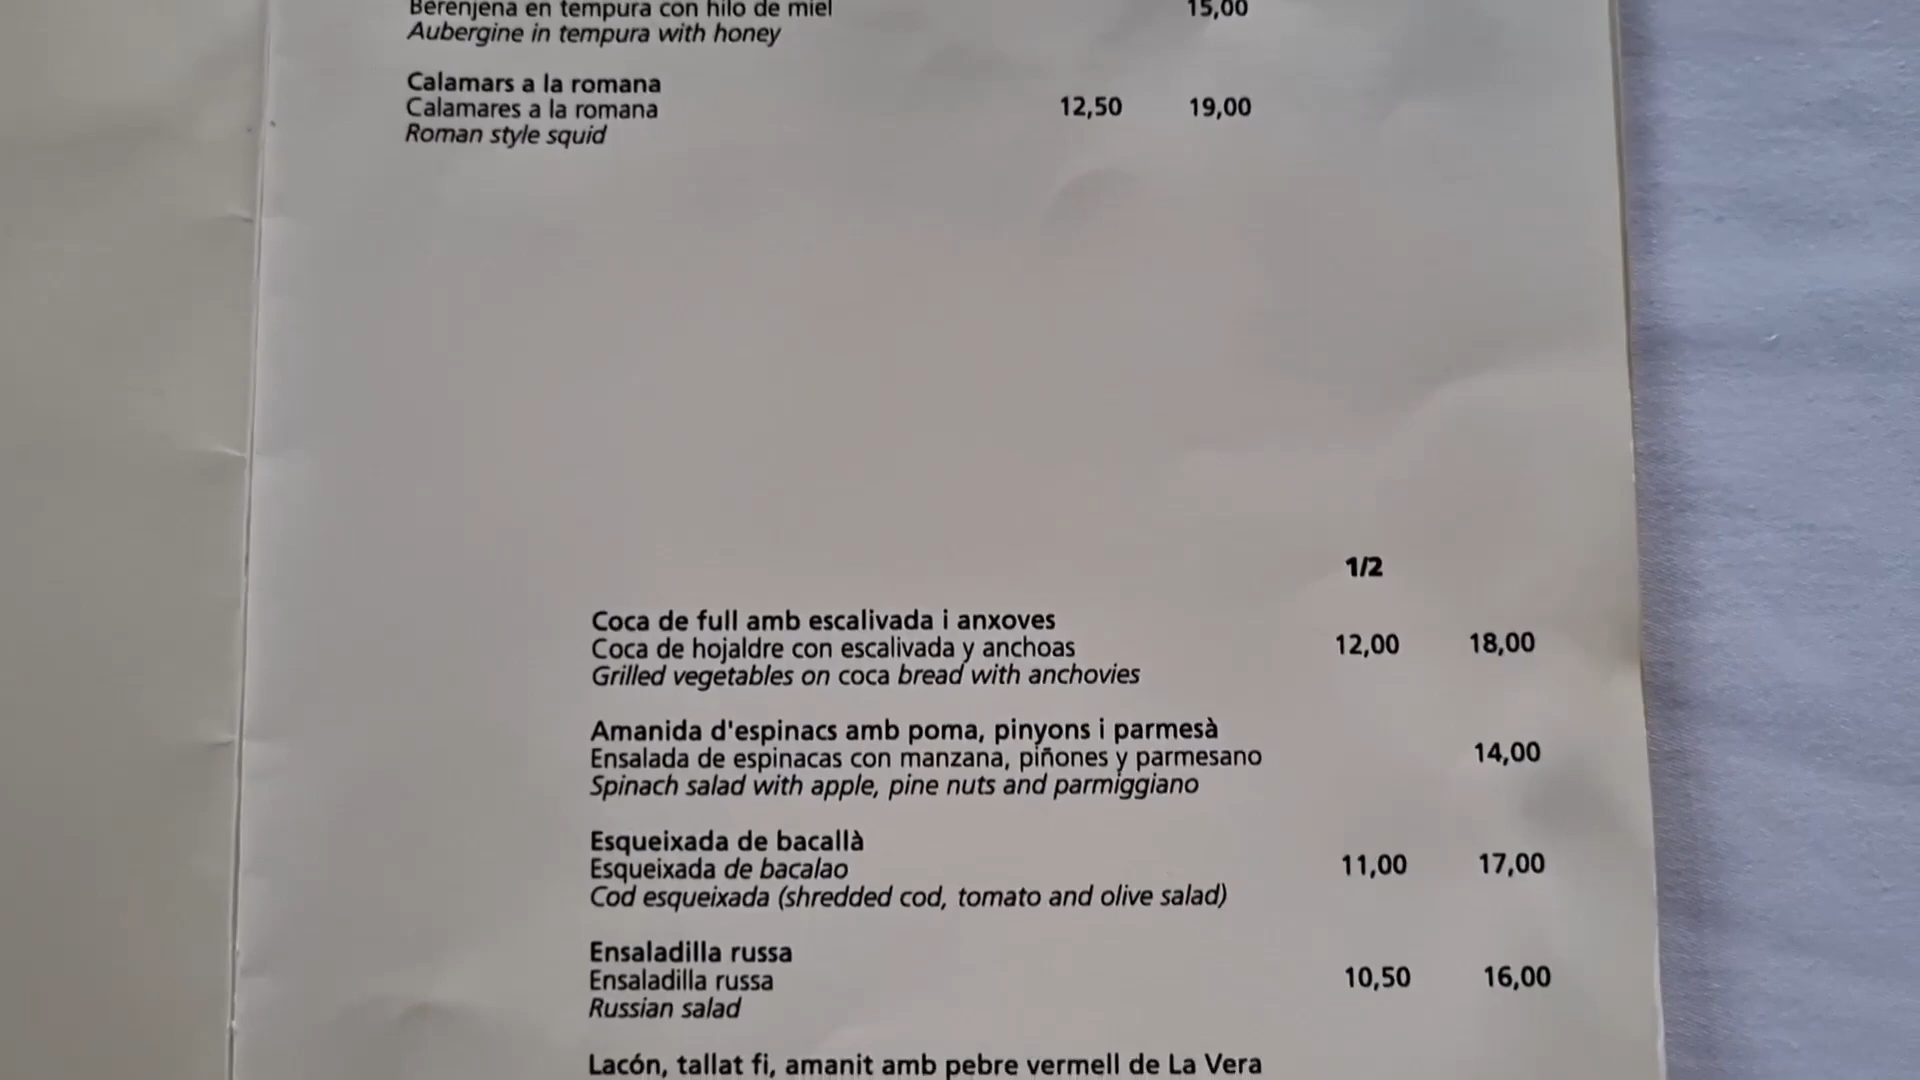 Berenjena en tempura con hilo de miel 15,00
Aubergine in tempura with honey
Calamars a la romana
Calamares a la romana 12,50 19,00
Roman style squid
1/2
Coca de full amb escalivada i anxoves
Coca de hojaldre con escalivada y anchoas 12,00 18,00
Grilled vegetables on coca bread with anchovies
Amanida d'espinacs amb poma, pinyons i parmesà
Ensalada de espinacas con manzana, piñones y parmesano 14,00
Spinach salad with apple, pine nuts and parmiggiano
Esqueixada de bacallà
Esqueixada de bacalao 11,00 17,00
Cod esqueixada (shredded cod, tomato and olive salad)
Ensaladilla russa
Ensaladilla russa 10,50 16,00
Russian salad
Lacón, tallat fi, amanit amb pebre vermell de La Vera